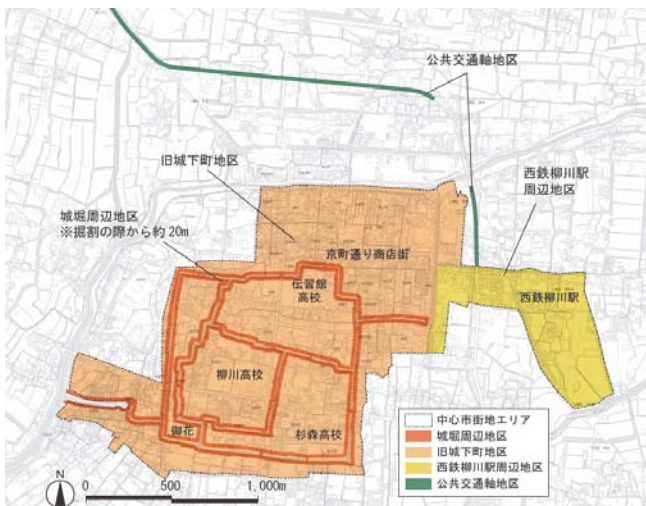 公共交通軸地区
旧城下町地区
西鉄柳川駅
周辺地区
城堀周辺地区
※掘割の際から約20m
京町通り商店街
伝習館
高校
西鉄柳川駅
柳川高校
御花
杉森高校
中心市街地エリア
城堀周辺地区
旧城下町地区
西鉄柳川駅周辺地区
公共交通軸地区
N
0 500 1,000m